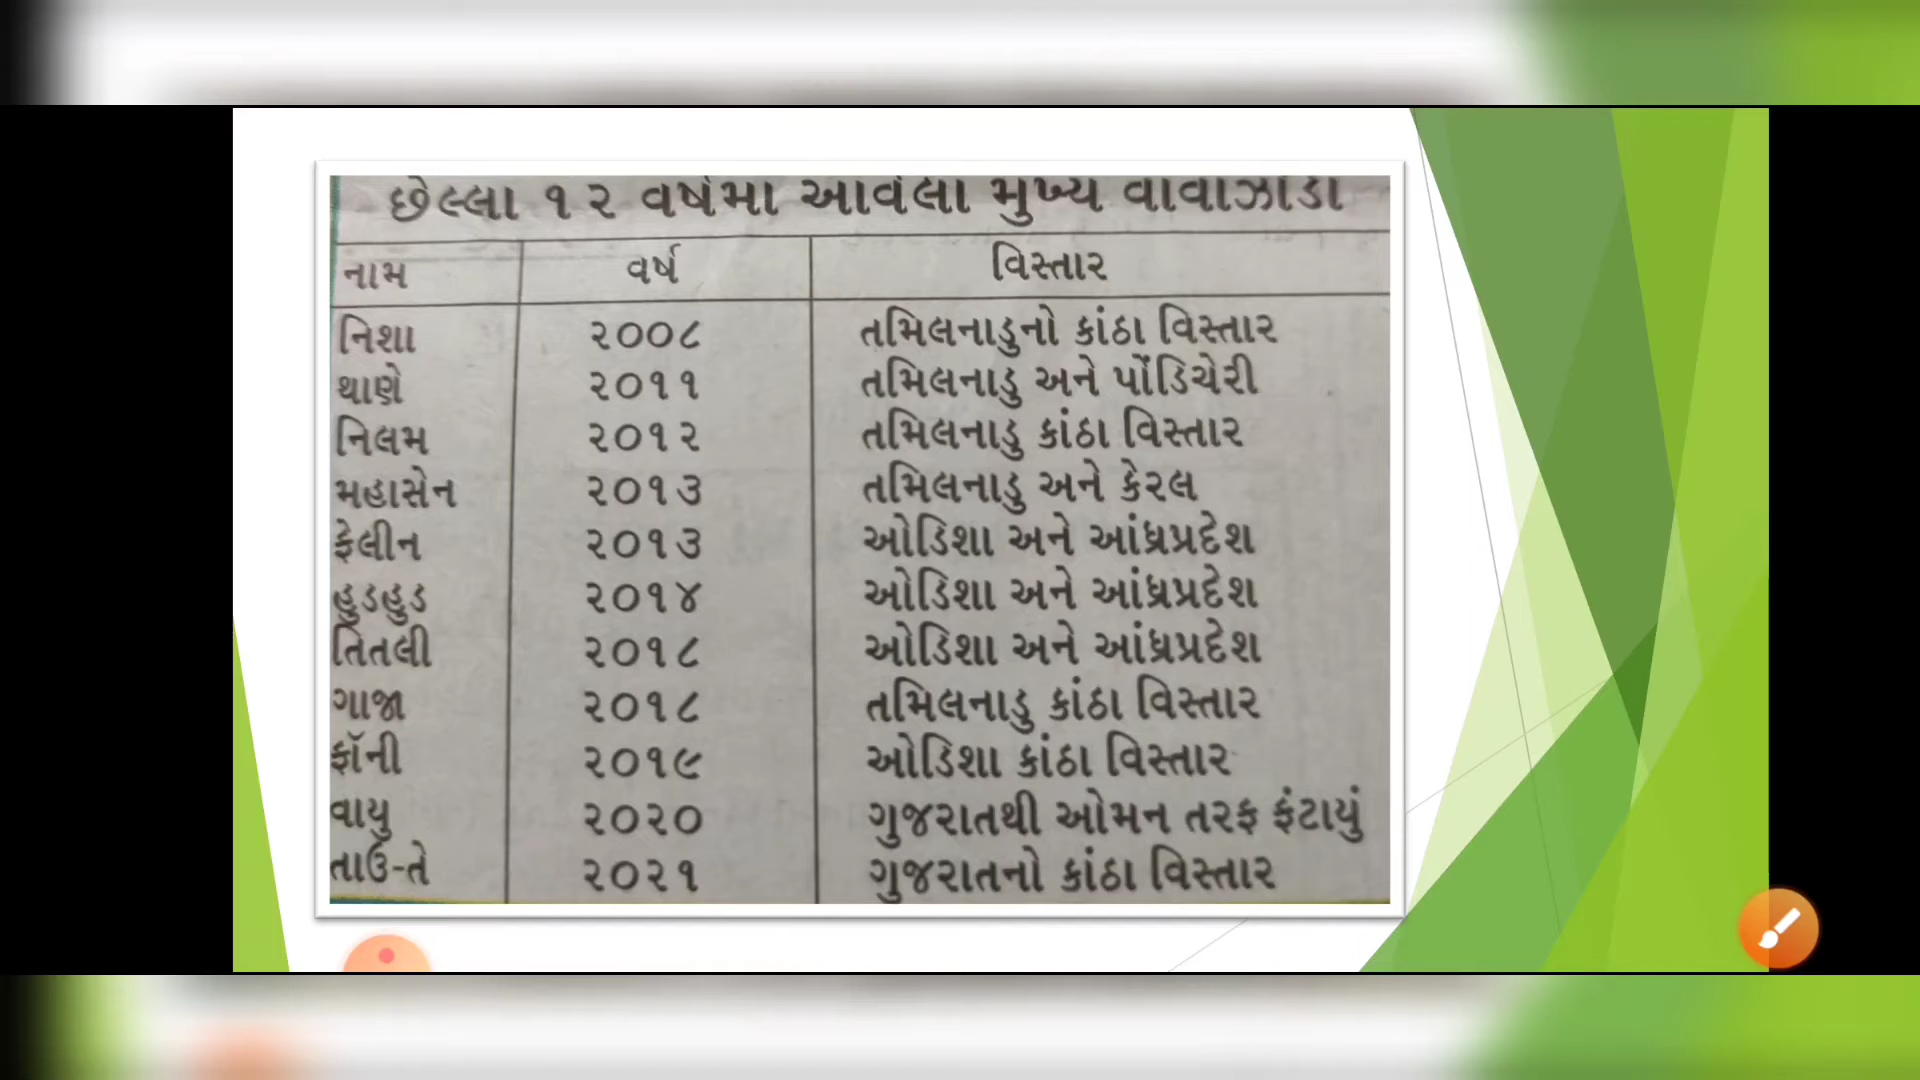 છેલ્લા ૧૨ વર્ષમાં આવેલા મુખ્ય વાવાઝોડા
નામ વર્ષ વિસ્તાર
નિશા ૨૦૦૮ તમિલનાડુનો કાંઠા વિસ્તાર
થાણે ૨૦૧૧ તમિલનાડુ અને પોંડિચેરી
નિલમ ૨૦૧૨ તમિલનાડુ કાંઠા વિસ્તાર
મહાસેન ૨૦૧૩ તમિલનાડુ અને કેરલ
ફેલીન ૨૦૧૩ ઓડિશા અને આંધ્રપ્રદેશ
હુડહુડ ૨૦૧૪ ઓડિશા અને આંધ્રપ્રદેશ
તિતલી ૨૦૧૮ ઓડિશા અને આંધ્રપ્રદેશ
ગાજા ૨૦૧૮ તમિલનાડુ કાંઠા વિસ્તાર
ફૉની ૨૦૧૯ ઓડિશા કાંઠા વિસ્તાર
વાયુ ૨૦૨૦ ગુજરાતથી ઓમન તરફ ફંટાયું
તાઉ-તે ૨૦૨૧ ગુજરાતનો કાંઠા વિસ્તાર